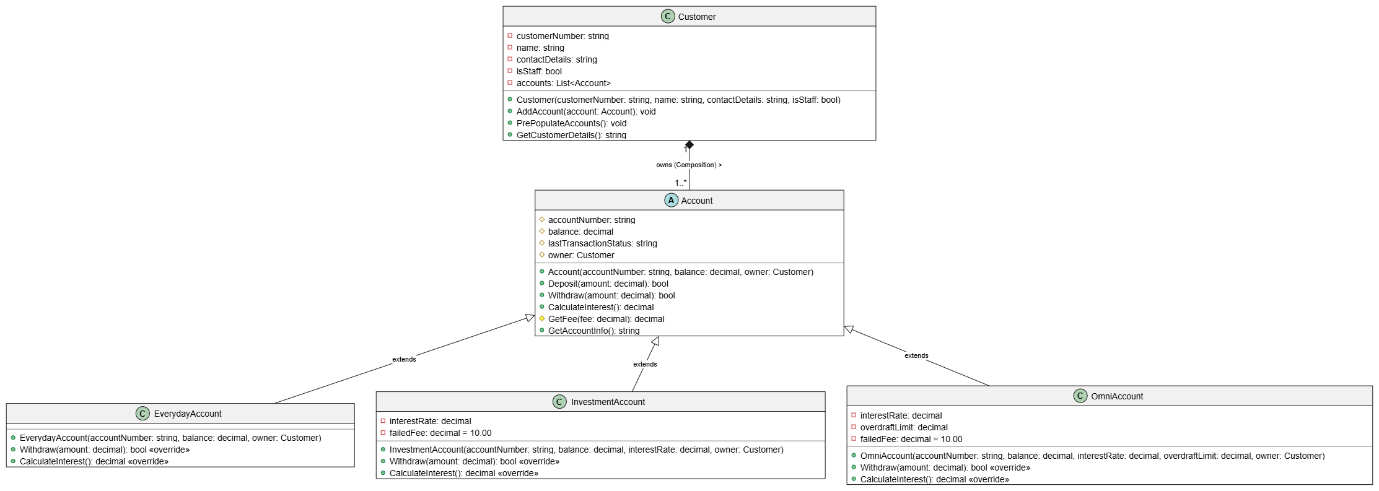 C Customer
customerNumber: string
name: string
contactDetails: string
isStaff: bool
accounts: List<Account>
Customer(customerNumber: string, name: string, contactDetails: string, isStaff: bool)
AddAccount(account: Account): void
PrePopulateAccounts(): void
GetCustomerDetails(): string
1
owns (Composition) >
1..*
A Account
accountNumber: string
balance: decimal
lastTransactionStatus: string
owner: Customer
Account(accountNumber: string, balance: decimal, owner: Customer)
Deposit(amount: decimal): bool
Withdraw(amount: decimal): bool
CalculateInterest(): decimal
GetFee(fee: decimal): decimal
GetAccountInfo(): string
extends
extends
extends
C EverydayAccount
EverydayAccount(accountNumber: string, balance: decimal, owner: Customer)
Withdraw(amount: decimal): bool «override»
CalculateInterest(): decimal «override»
C InvestmentAccount
interestRate: decimal
failedFee: decimal = 10.00
InvestmentAccount(accountNumber: string, balance: decimal, interestRate: decimal, owner: Customer)
Withdraw(amount: decimal): bool «override»
CalculateInterest(): decimal «override»
C OmniAccount
interestRate: decimal
overdraftLimit: decimal
failedFee: decimal = 10.00
OmniAccount(accountNumber: string, balance: decimal, interestRate: decimal, overdraftLimit: decimal, owner: Customer)
Withdraw(amount: decimal): bool «override»
CalculateInterest(): decimal «override»